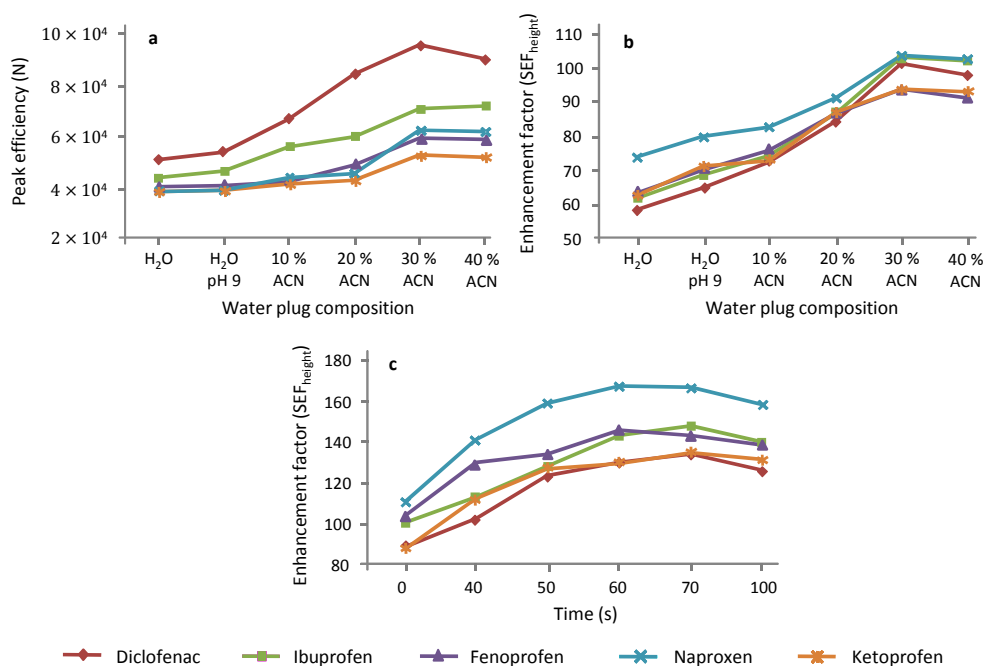 a
Peak efficiency (N)
10 × 10⁴
8 × 10⁴
6 × 10⁴
4 × 10⁴
2 × 10⁴
H₂O
H₂O pH 9
10 % ACN
20 % ACN
30 % ACN
40 % ACN
Water plug composition
b
Enhancement factor (SEFheight)
110
100
90
80
70
60
50
H₂O
H₂O pH 9
10 % ACN
20 % ACN
30 % ACN
40 % ACN
Water plug composition
c
Enhancement factor (SEFheight)
180
160
140
120
100
80
0 40 50 60 70 100
Time (s)
Diclofenac Ibuprofen Fenoprofen Naproxen Ketoprofen